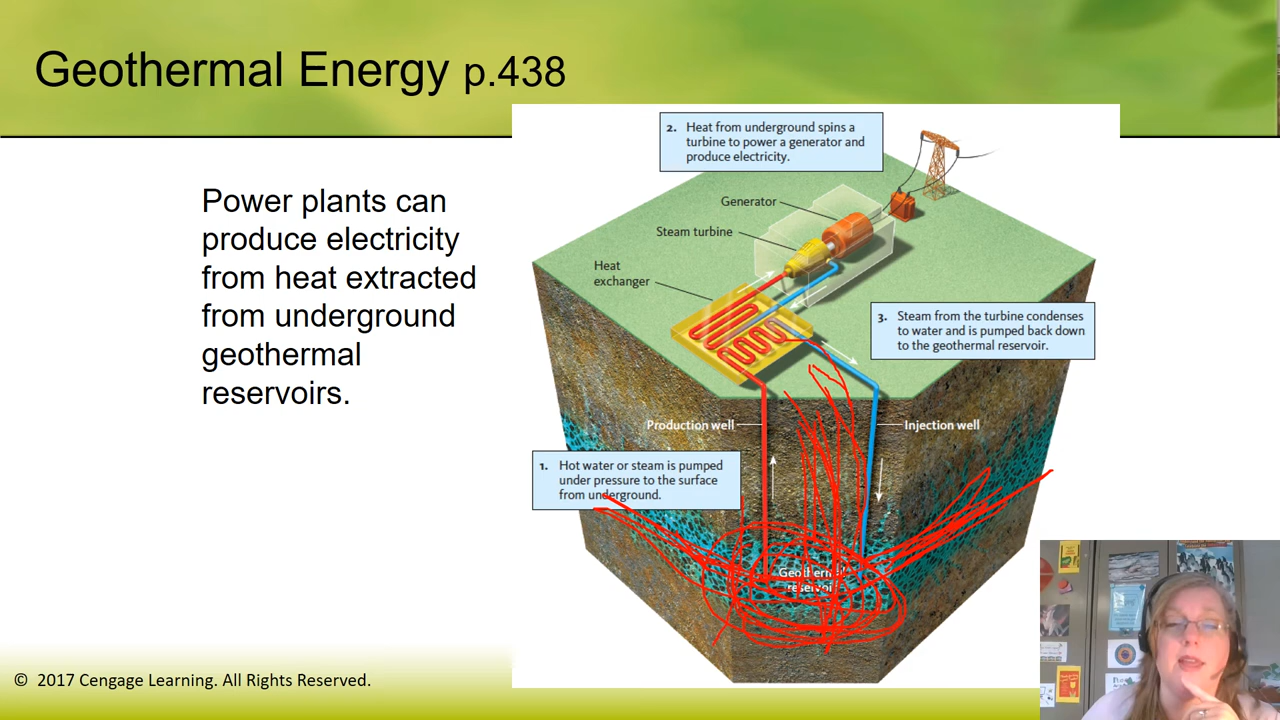 Geothermal Energy p.438
Power plants can
produce electricity
from heat extracted
from underground
geothermal
reservoirs.
2. Heat from underground spins a
turbine to power a generator and
produce electricity.
Generator
Steam turbine
Heat
exchanger
3. Steam from the turbine condenses
to water and is pumped back down
to the geothermal reservoir.
Production well
Injection well
1. Hot water or steam is pumped
under pressure to the surface
from underground.
Geothermal
reservoir
© 2017 Cengage Learning. All Rights Reserved.